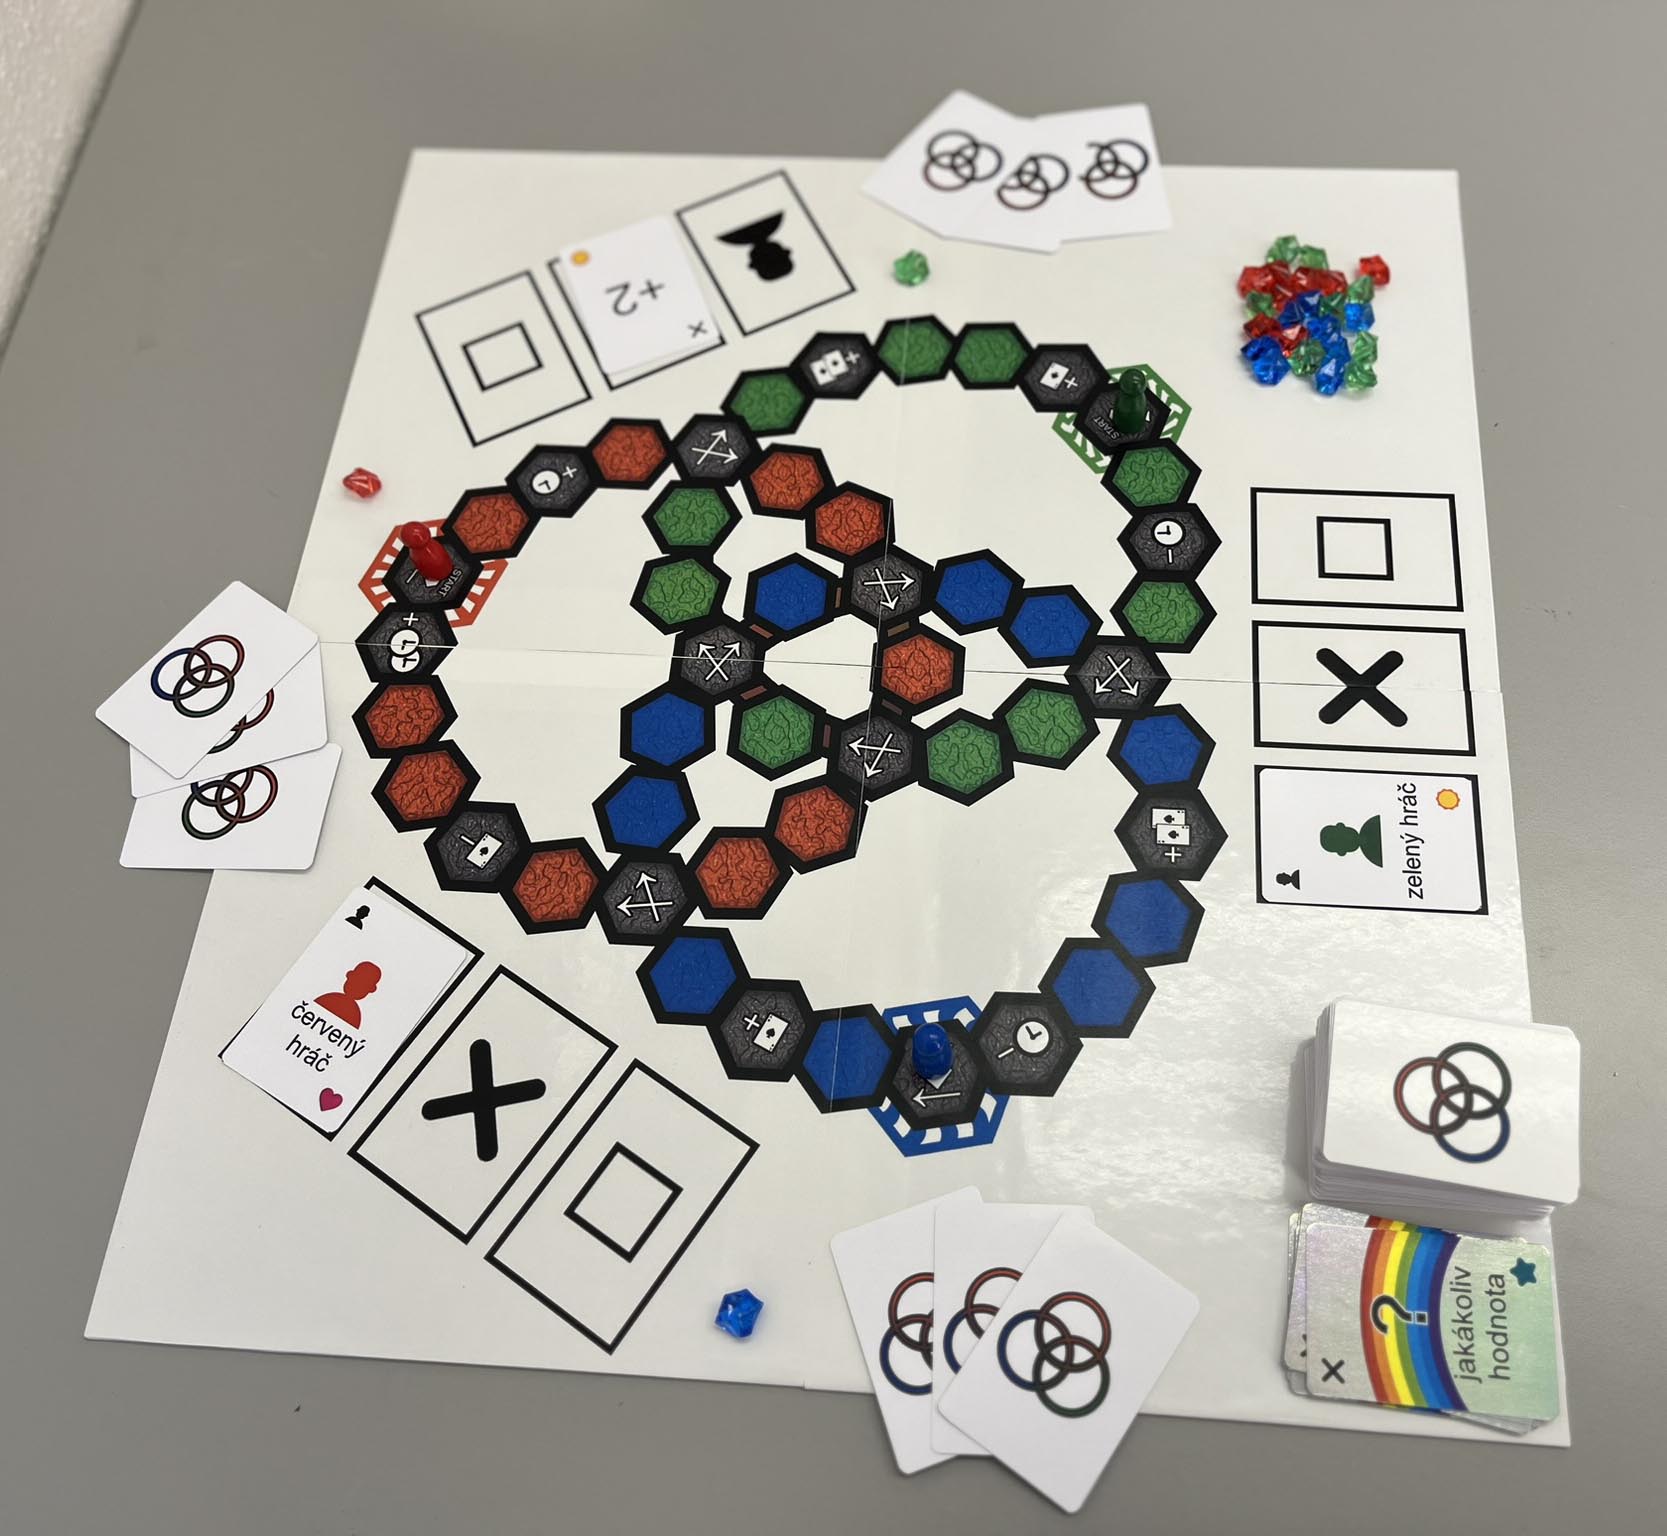 +2
×
START
START
zelený hráč
červený
hráč
?
jakákoliv
hodnota
×